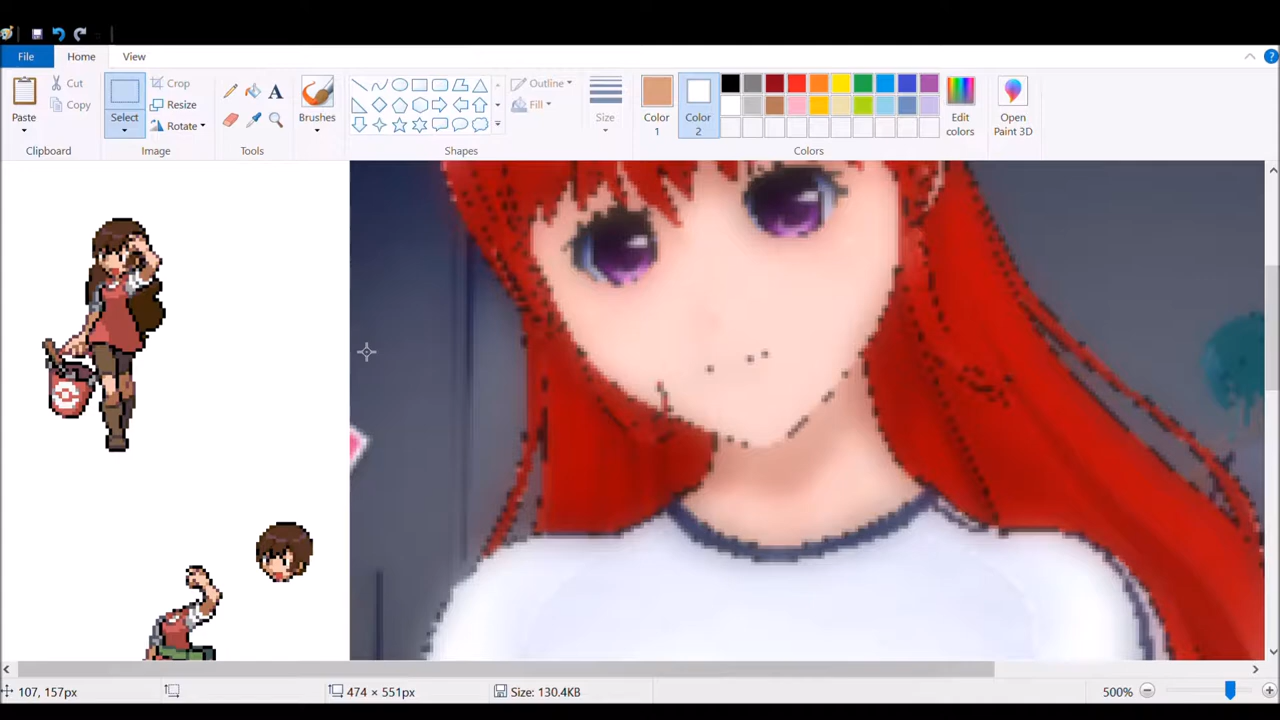 File Home View
Paste
Cut
Copy
Clipboard
Select
Crop
Resize
Rotate
Image
Tools
Brushes
Outline
Fill
Shapes
Size
Color
1
Color
2
Edit
colors
Colors
Open
Paint 3D
107, 157px
474 × 551px
Size: 130.4KB
500%